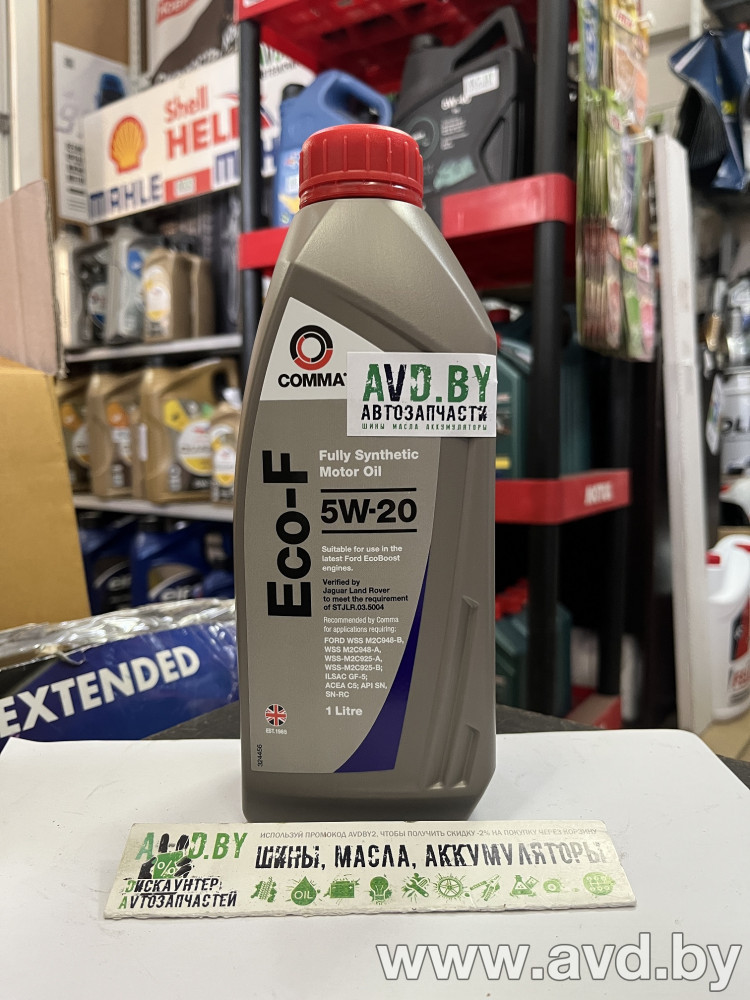 Shell
HELI
MAHLE
COMMA
AVD.BY
АВТОЗАПЧАСТИ
ШИНЫ МАСЛА АККУМУЛЯТОРЫ
Eco-F
Fully Synthetic
Motor Oil
5W-20
Suitable for use in the
latest Ford EcoBoost
engines.
Verified by
Jaguar Land Rover
to meet the requirement
of STJLR.03.5004
Recommended by Comma
for applications requiring:
FORD WSS M2C948-B,
WSS M2C948-A,
WSS-M2C925-A,
WSS-M2C925-B;
ILSAC GF-5;
ACEA C5; API SN,
SN-RC
1 Litre
EST.1965
324456
elf
EXTENDED
ИСПОЛЬЗУЙ ПРОМОКОД AVDBY2, ЧТОБЫ ПОЛУЧИТЬ СКИДКУ -2% НА ПОКУПКУ ЧЕРЕЗ КОРЗИНУ
AVD.BY
ШИНЫ, МАСЛА, АККУМУЛЯТОРЫ
ДИСКАУНТЕР
АВТОЗАПЧАСТЕЙ
OIL
www.avd.by